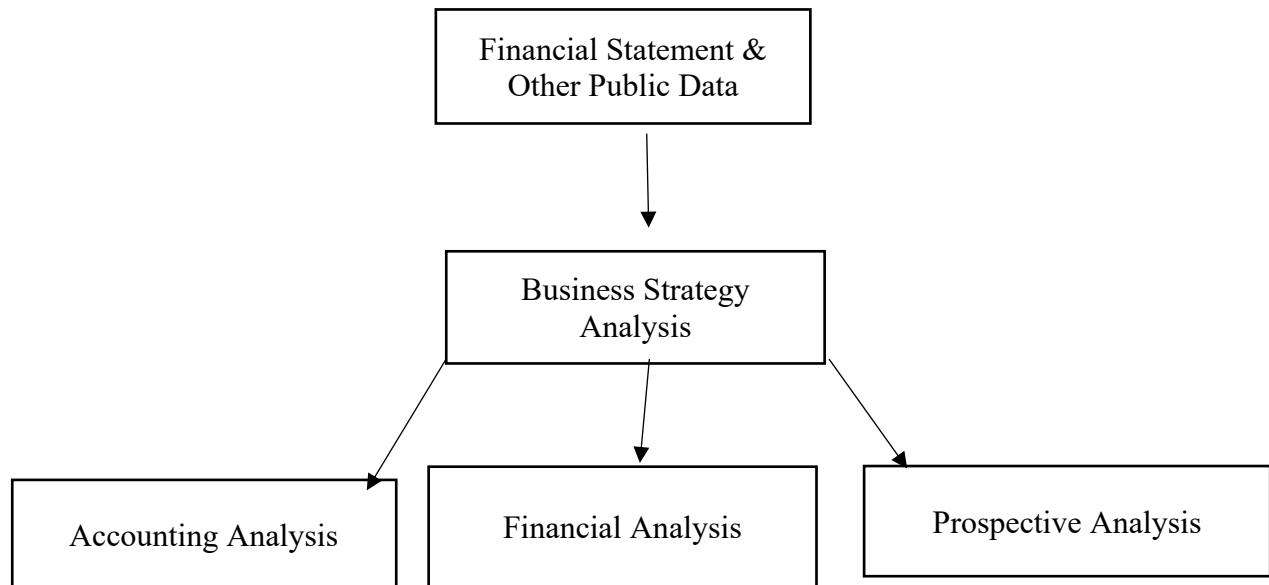 Financial Statement &
Other Public Data
Business Strategy
Analysis
Accounting Analysis
Financial Analysis
Prospective Analysis